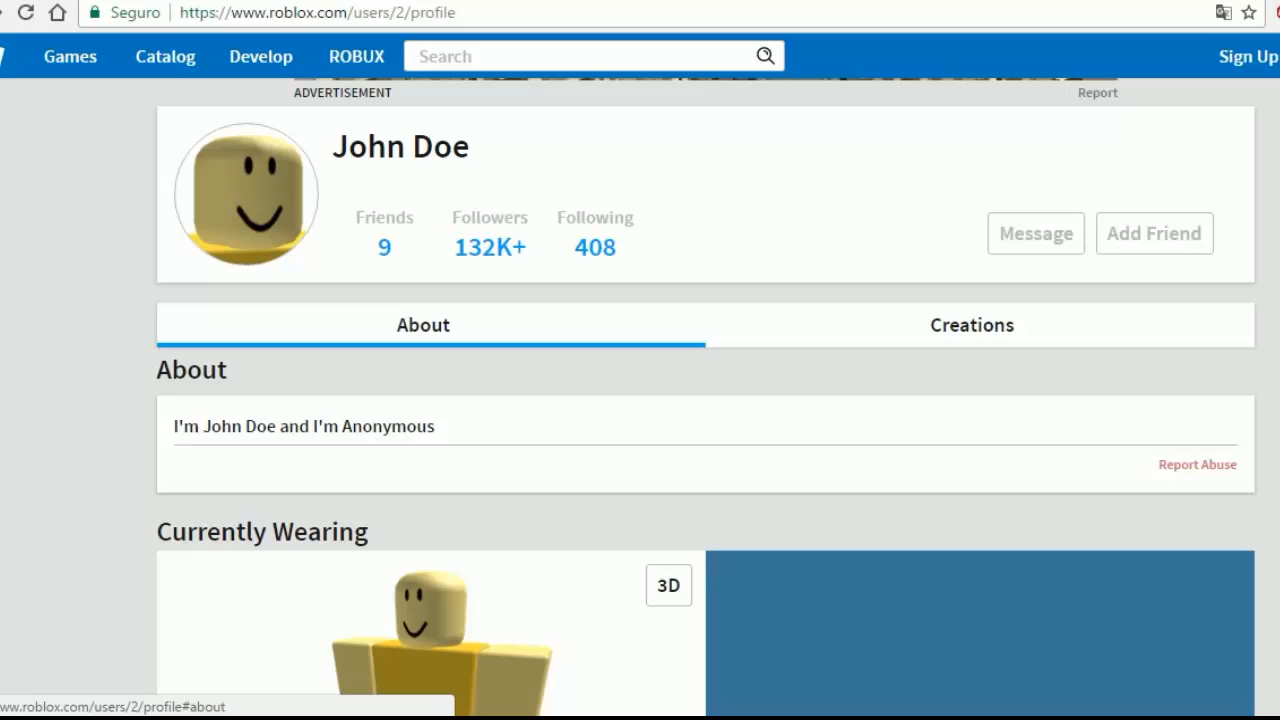 Seguro https://www.roblox.com/users/2/profile
Games Catalog Develop ROBUX Search Sign Up
ADVERTISEMENT Report
John Doe
Friends Followers Following
9 132K+ 408
Message Add Friend
About Creations
About
I'm John Doe and I'm Anonymous
Report Abuse
Currently Wearing
3D
ww.roblox.com/users/2/profile#about